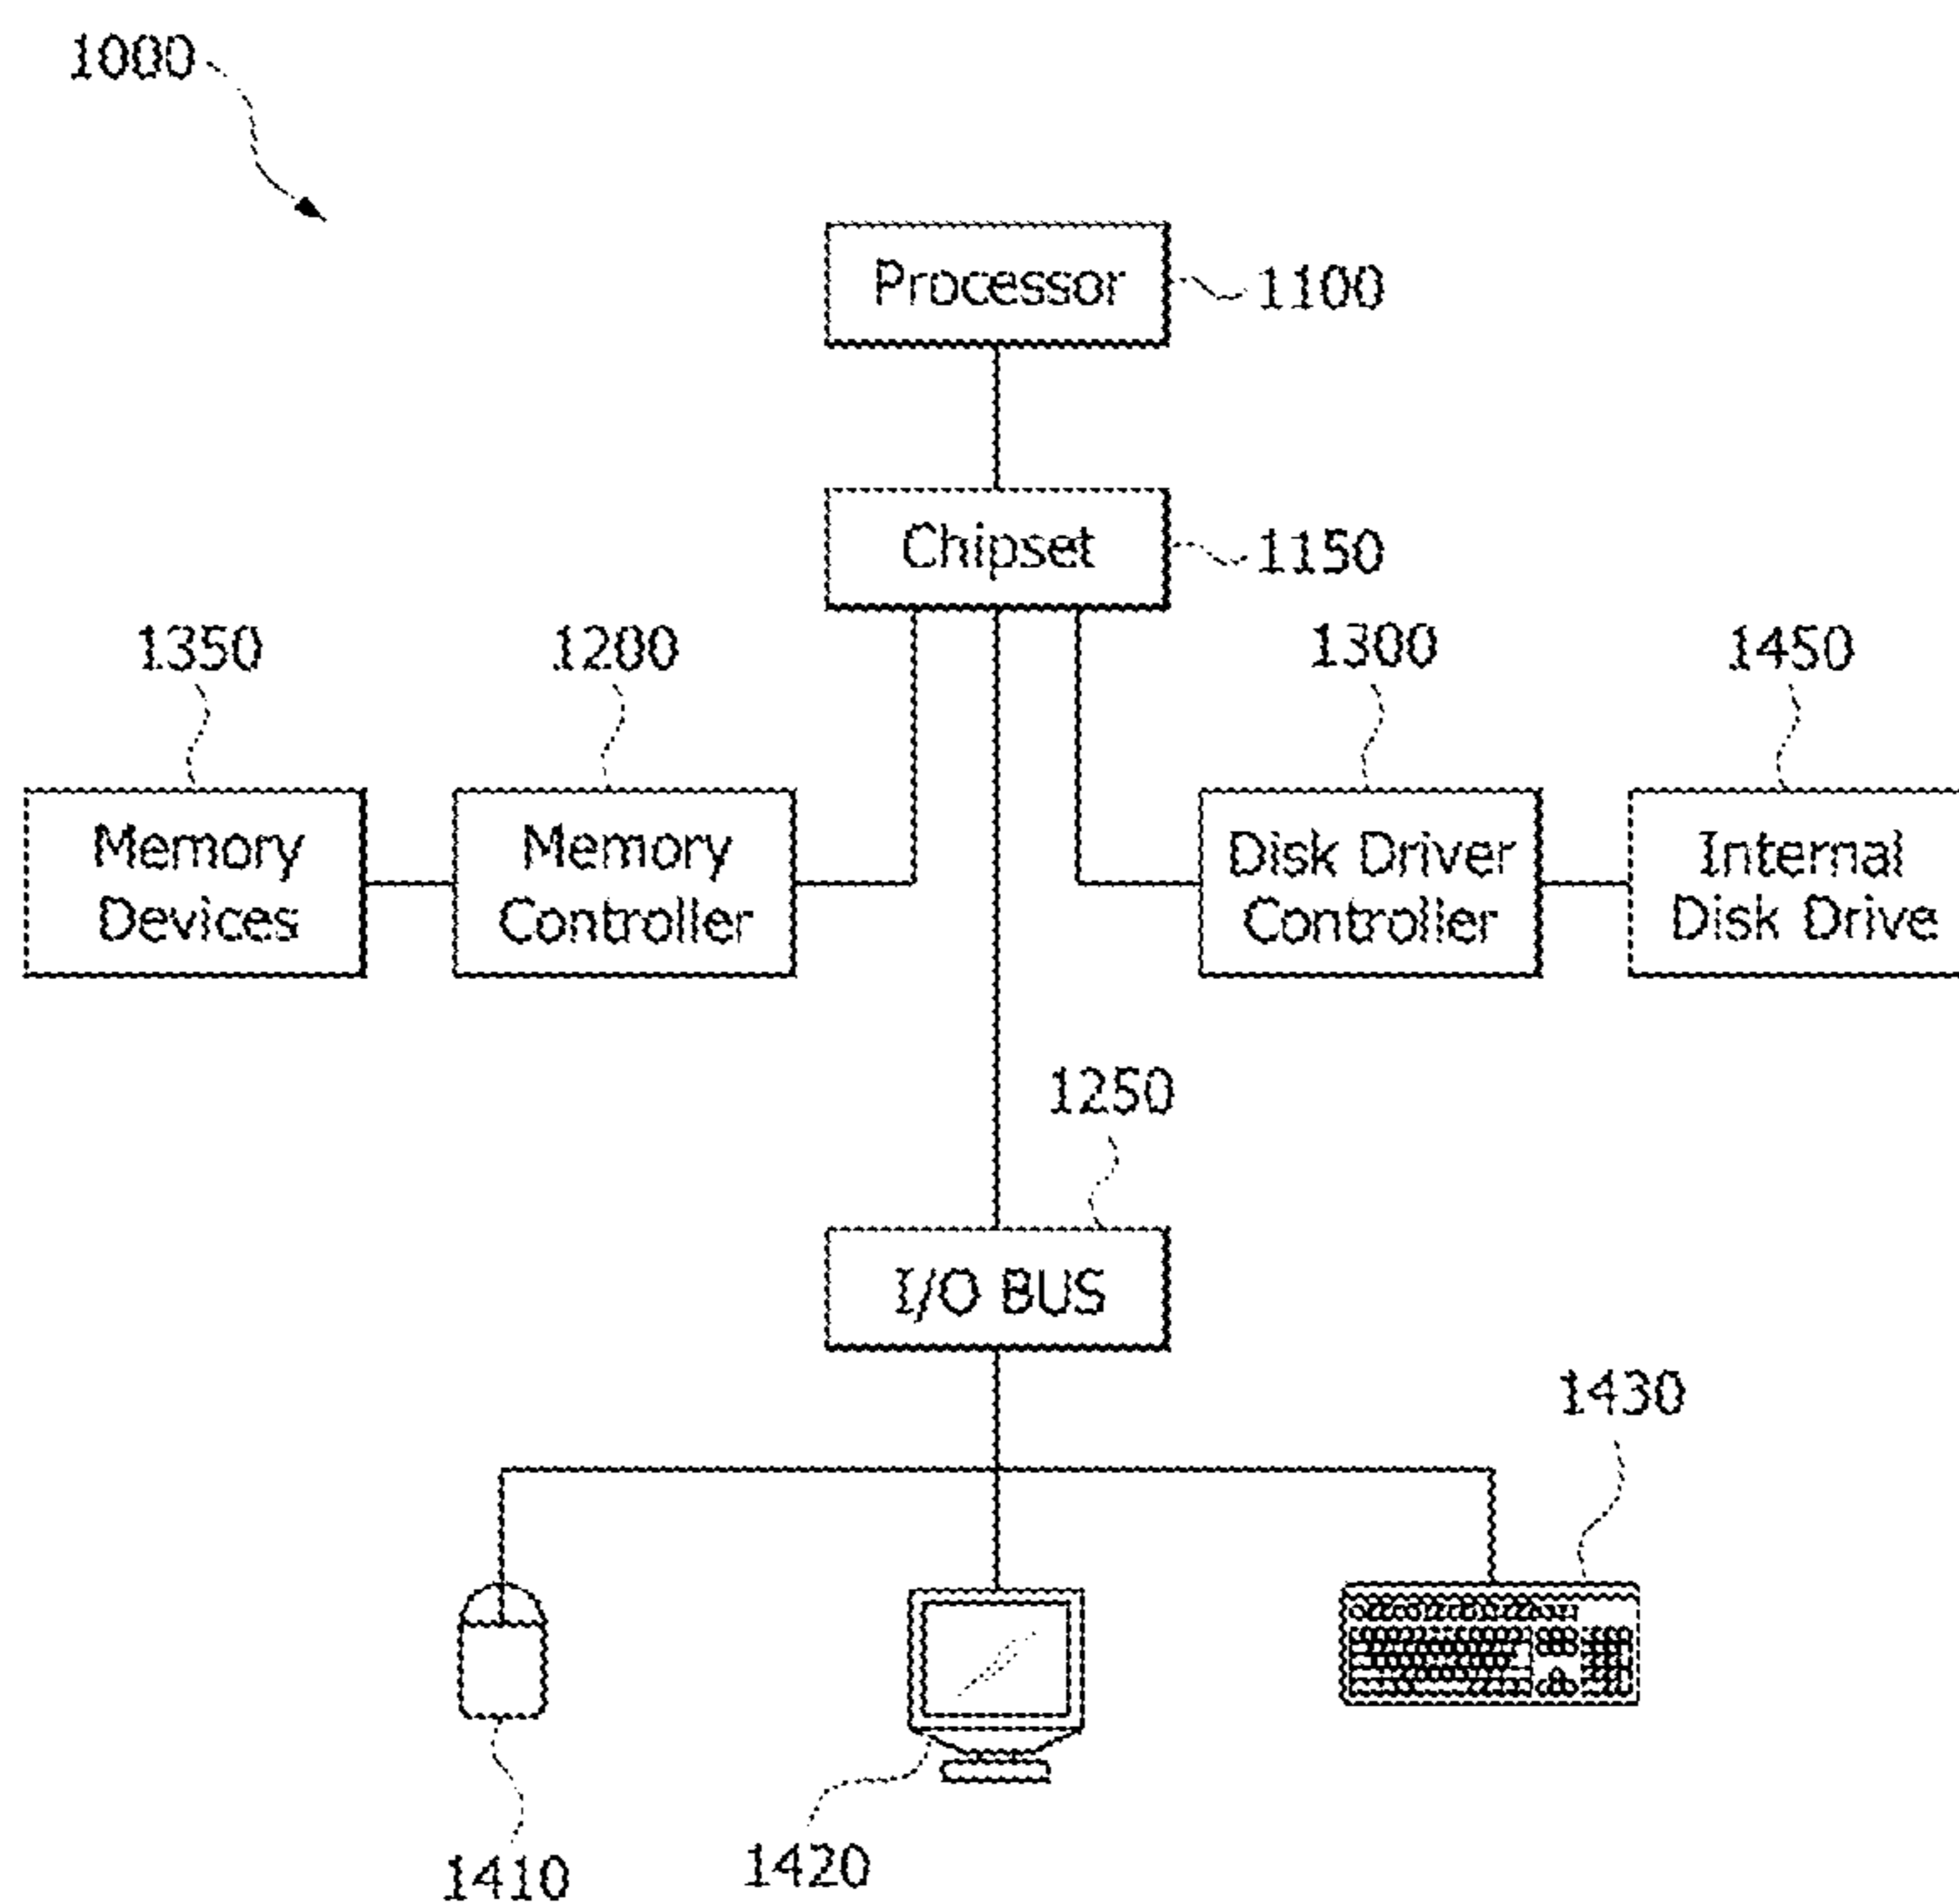 1000
Processor
1100
Chipset
1150
1350
1200
1300
1450
Memory
Devices
Memory
Controller
Disk Driver
Controller
Internal
Disk Drive
1250
I/O BUS
1430
1410
1420